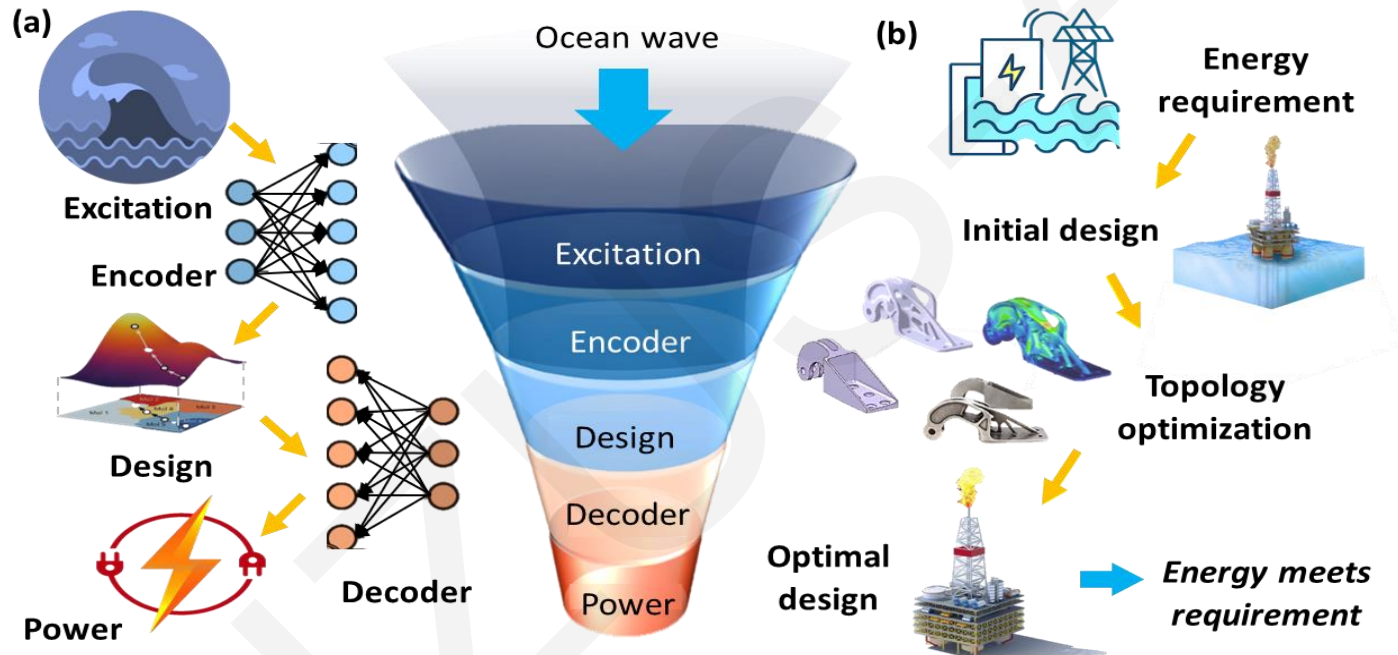 (a)
Excitation
Encoder
Design
Decoder
Power
Ocean wave
Excitation
Encoder
Design
Decoder
Power
(b)
Energy
requirement
Initial design
Topology
optimization
Optimal
design
Energy meets
requirement